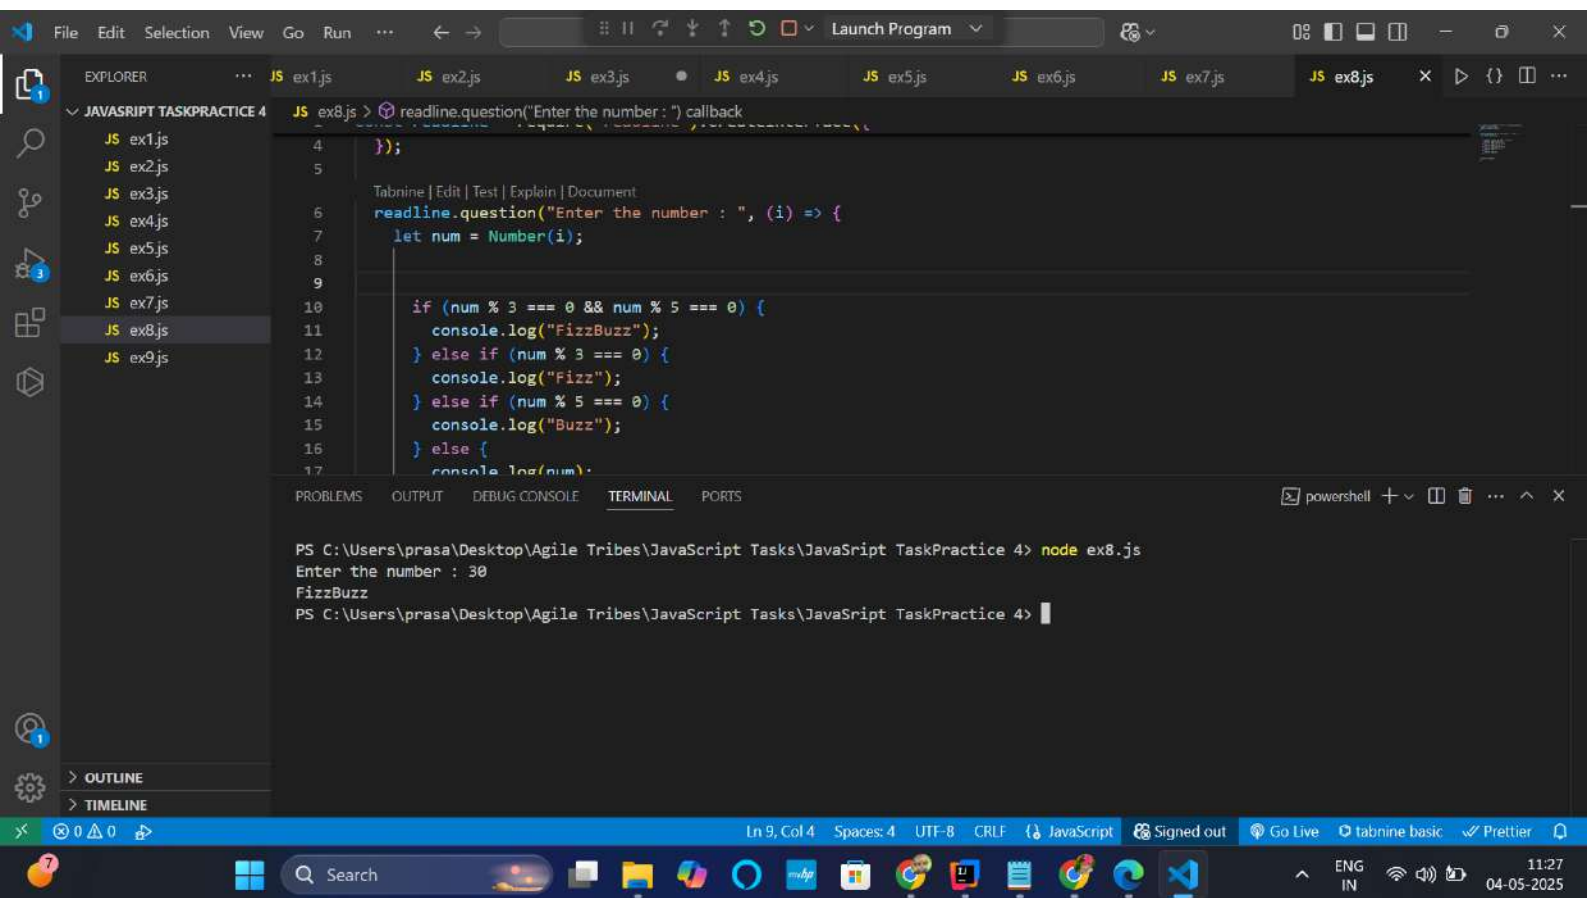 File Edit Selection View Go Run ··· Launch Program
EXPLORER ···
JS ex1.js JS ex2.js JS ex3.js JS ex4.js JS ex5.js JS ex6.js JS ex7.js JS ex8.js
JAVASRIPT TASKPRACTICE 4
JS ex1.js
JS ex2.js
JS ex3.js
JS ex4.js
JS ex5.js
JS ex6.js
JS ex7.js
JS ex8.js
JS ex9.js
OUTLINE
TIMELINE
JS ex8.js > readline.question("Enter the number : ") callback
4 });
5
Tabnine | Edit | Test | Explain | Document
6 readline.question("Enter the number : ", (i) => {
7 let num = Number(i);
8
9
10 if (num % 3 === 0 && num % 5 === 0) {
11 console.log("FizzBuzz");
12 } else if (num % 3 === 0) {
13 console.log("Fizz");
14 } else if (num % 5 === 0) {
15 console.log("Buzz");
16 } else {
17 console.log(num);
PROBLEMS OUTPUT DEBUG CONSOLE TERMINAL PORTS
powershell
PS C:\Users\prasa\Desktop\Agile Tribes\JavaScript Tasks\JavaSript TaskPractice 4> node ex8.js
Enter the number : 30
FizzBuzz
PS C:\Users\prasa\Desktop\Agile Tribes\JavaScript Tasks\JavaSript TaskPractice 4>
0 0 Ln 9, Col 4 Spaces: 4 UTF-8 CRLF JavaScript Signed out Go Live tabnine basic Prettier
7 Search ENG 11:27
IN 04-05-2025